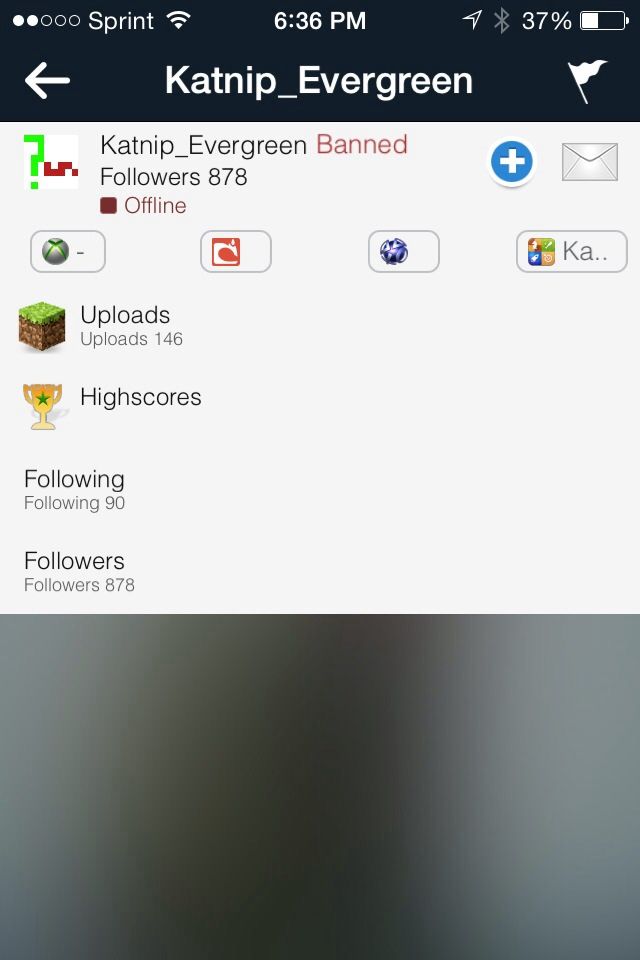 Sprint 6:36 PM 37%
Katnip_Evergreen
Katnip_Evergreen Banned
Followers 878
Offline
- Ka..
Uploads
Uploads 146
Highscores
Following
Following 90
Followers
Followers 878